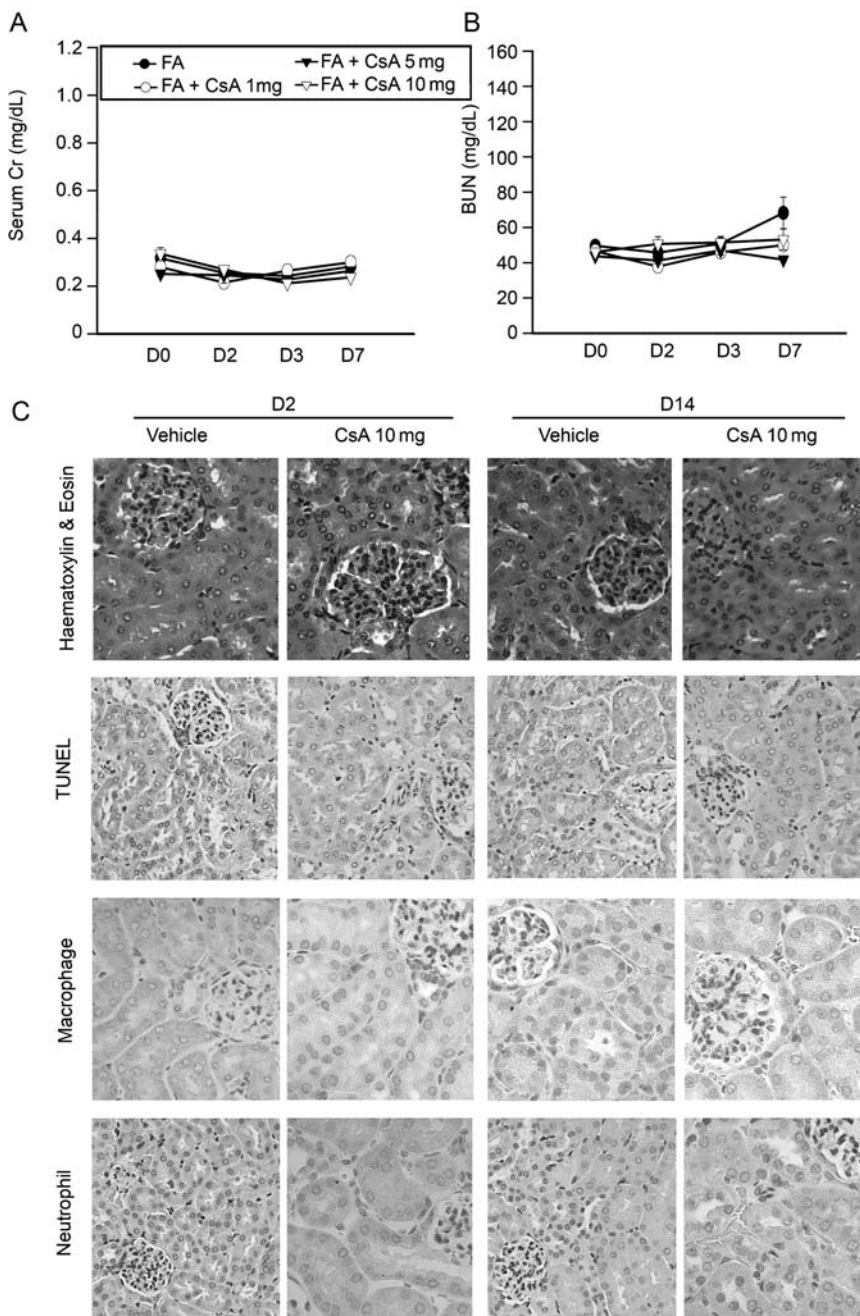 A
FA
FA + CsA 5 mg
FA + CsA 1mg
FA + CsA 10 mg
Serum Cr (mg/dL)
1.2
1.0
0.8
0.6
0.4
0.2
0
D0 D2 D3 D7
B
BUN (mg/dL)
160
140
120
100
80
60
40
20
0
D0 D2 D3 D7
C
D2 D14
Vehicle CsA 10 mg Vehicle CsA 10 mg
Haematoxylin & Eosin
TUNEL
Macrophage
Neutrophil